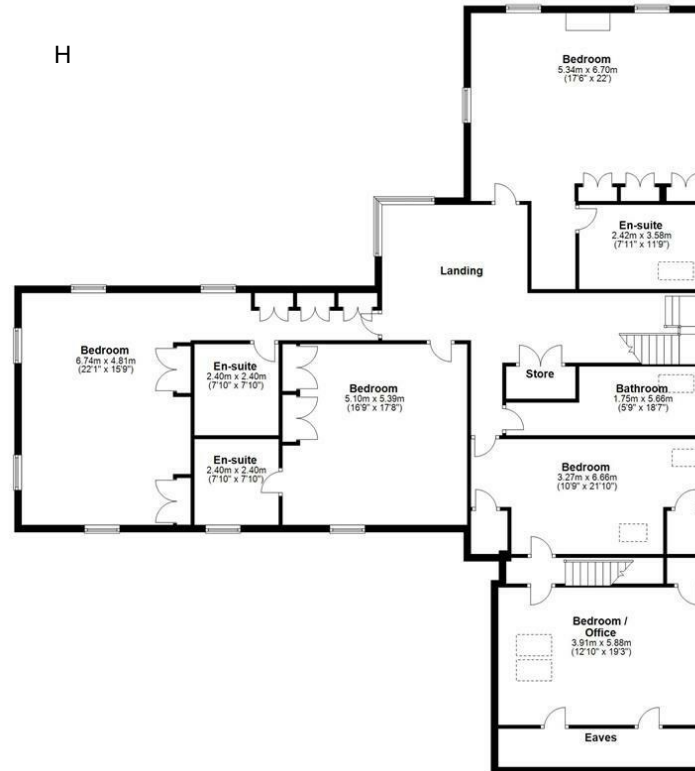 H
Bedroom
5.34m x 6.70m
(17'6" x 22')
En-suite
2.42m x 3.58m
(7'11" x 11'9")
Landing
Bedroom
6.74m x 4.81m
(22'1" x 15'9")
En-suite
2.40m x 2.40m
(7'10" x 7'10")
Bedroom
5.10m x 5.39m
(16'9" x 17'8")
Store
Bathroom
1.75m x 5.66m
(5'9" x 18'7")
En-suite
2.40m x 2.40m
(7'10" x 7'10")
Bedroom
3.27m x 6.66m
(10'9" x 21'10")
Bedroom /
Office
3.91m x 5.88m
(12'10" x 19'3")
Eaves